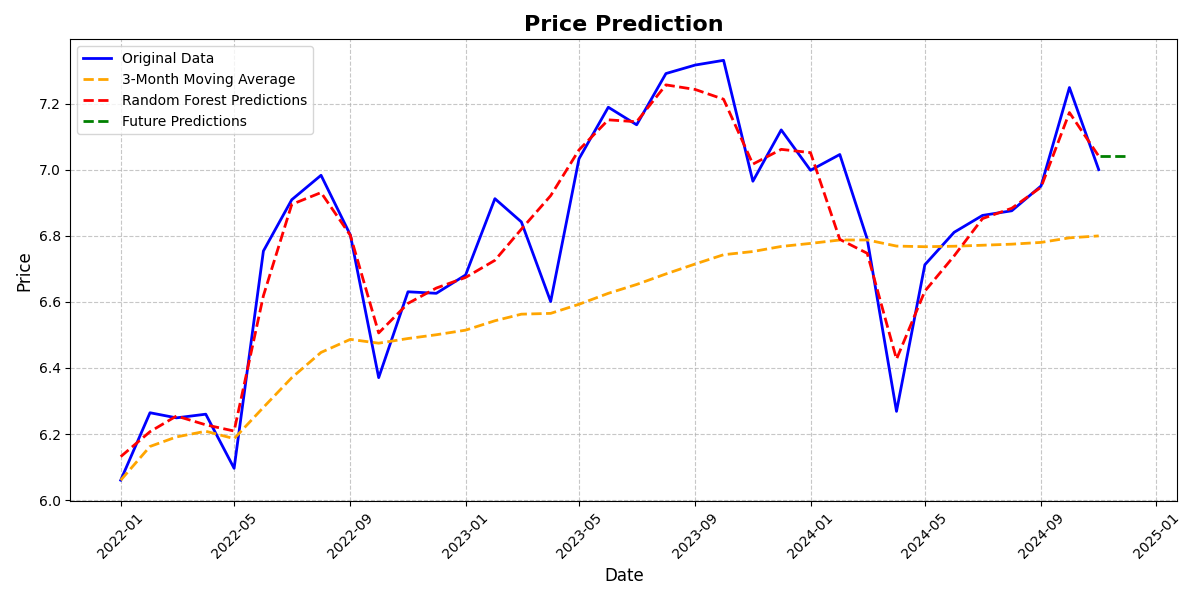 Price Prediction
Original Data
3-Month Moving Average
Random Forest Predictions
Future Predictions
Price
7.2
7.0
6.8
6.6
6.4
6.2
6.0
2022-01
2022-05
2022-09
2023-01
2023-05
2023-09
2024-01
2024-05
2024-09
2025-01
Date